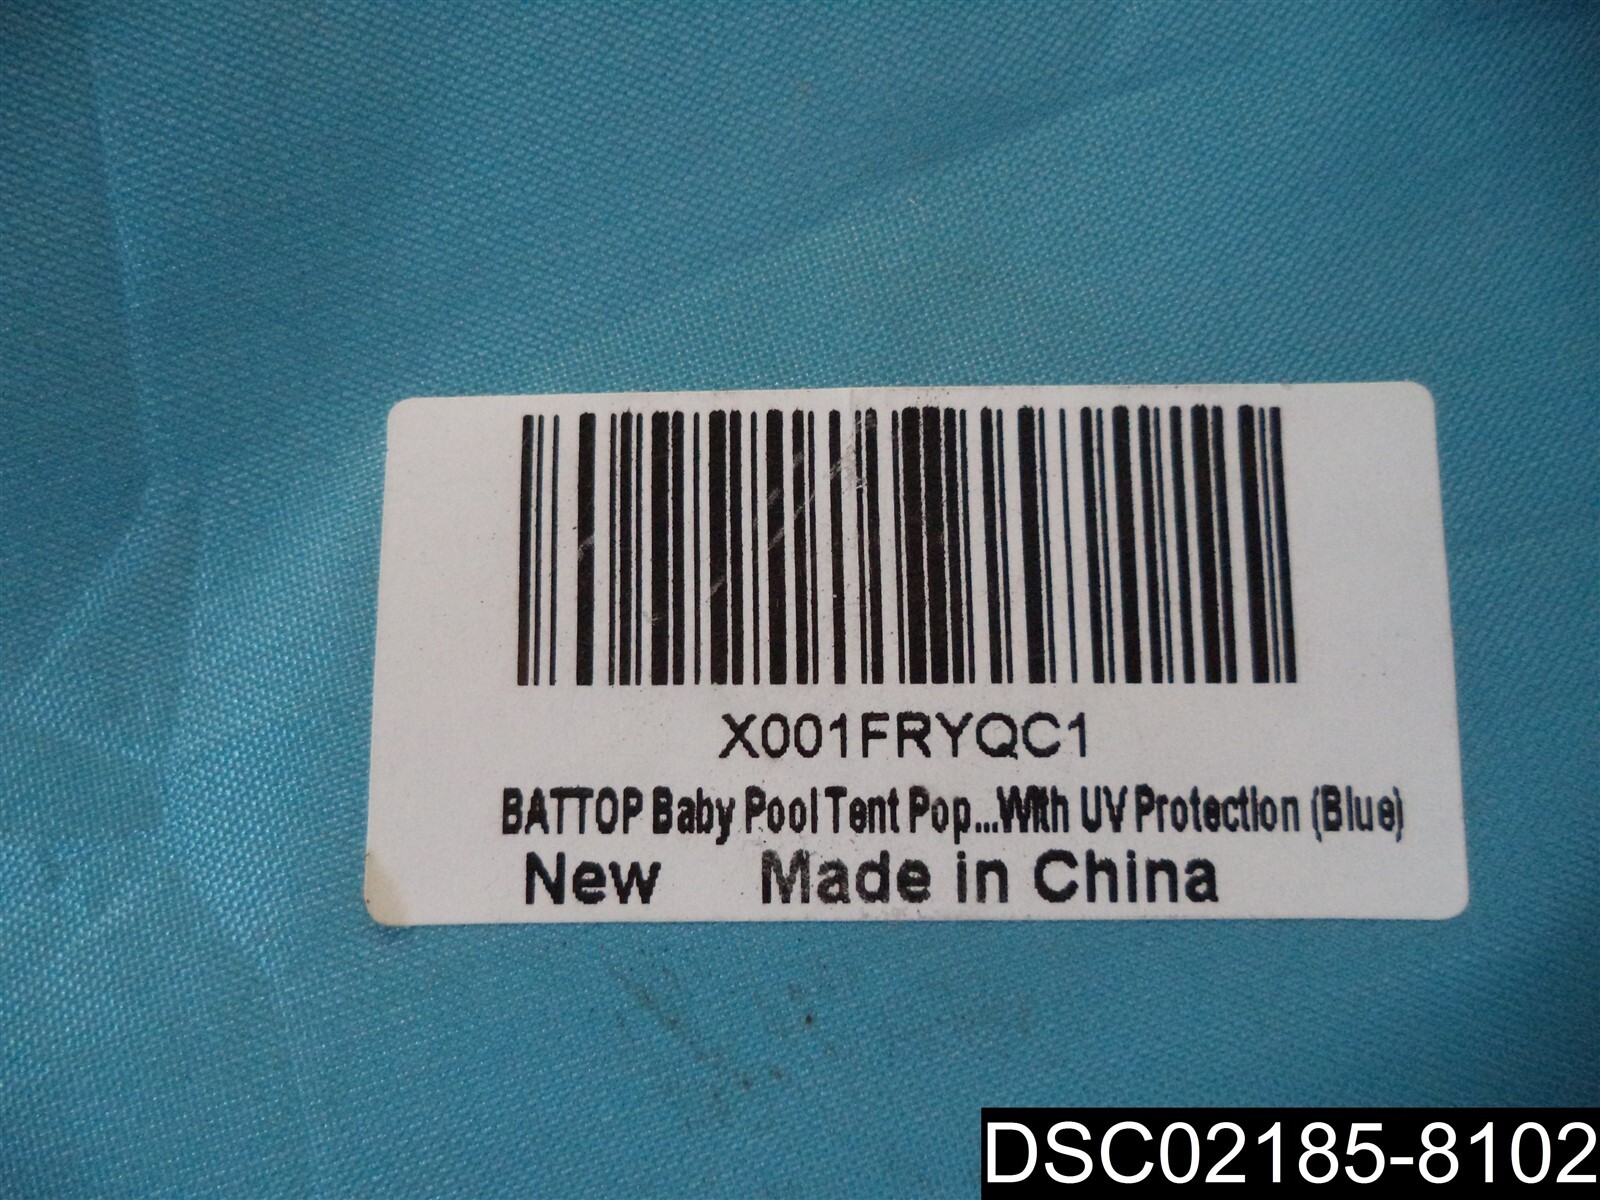 X001FRYQC1
BATTOP Baby Pool Tent Pop...With UV Protection (Blue)
New Made in China
DSC02185-8102